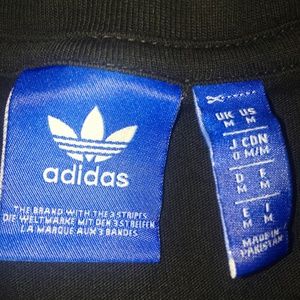 adidas
THE BRAND WITH THE 3 STRIPES
DIE WELTMARKE MIT DEN 3 STREIFEN
LA MARQUE AUX 3 BANDES
UK US
M M
J CDN
O M/M
D F
M M
E I
M M
MADE IN
PAKISTAN